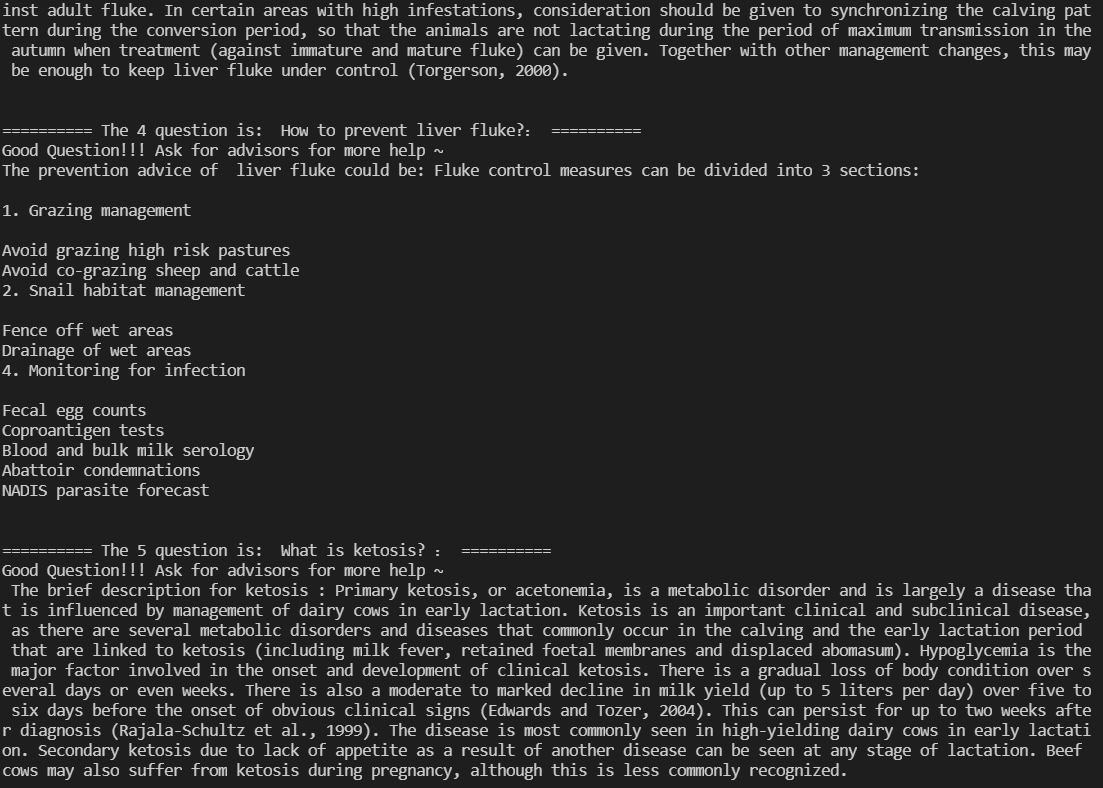 inst adult fluke. In certain areas with high infestations, consideration should be given to synchronizing the calving pat
tern during the conversion period, so that the animals are not lactating during the period of maximum transmission in the
autumn when treatment (against immature and mature fluke) can be given. Together with other management changes, this may
be enough to keep liver fluke under control (Torgerson, 2000).
========== The 4 question is:  How to prevent liver fluke?:  ==========
Good Question!!! Ask for advisors for more help ~
The prevention advice of  liver fluke could be: Fluke control measures can be divided into 3 sections:
1. Grazing management
Avoid grazing high risk pastures
Avoid co-grazing sheep and cattle
2. Snail habitat management
Fence off wet areas
Drainage of wet areas
4. Monitoring for infection
Fecal egg counts
Coproantigen tests
Blood and bulk milk serology
Abattoir condemnations
NADIS parasite forecast
========== The 5 question is:  What is ketosis? :  ==========
Good Question!!! Ask for advisors for more help ~
The brief description for ketosis : Primary ketosis, or acetonemia, is a metabolic disorder and is largely a disease tha
t is influenced by management of dairy cows in early lactation. Ketosis is an important clinical and subclinical disease,
as there are several metabolic disorders and diseases that commonly occur in the calving and the early lactation period
that are linked to ketosis (including milk fever, retained foetal membranes and displaced abomasum). Hypoglycemia is the
major factor involved in the onset and development of clinical ketosis. There is a gradual loss of body condition over s
everal days or even weeks. There is also a moderate to marked decline in milk yield (up to 5 liters per day) over five to
six days before the onset of obvious clinical signs (Edwards and Tozer, 2004). This can persist for up to two weeks afte
r diagnosis (Rajala-Schultz et al., 1999). The disease is most commonly seen in high-yielding dairy cows in early lactati
on. Secondary ketosis due to lack of appetite as a result of another disease can be seen at any stage of lactation. Beef
cows may also suffer from ketosis during pregnancy, although this is less commonly recognized.